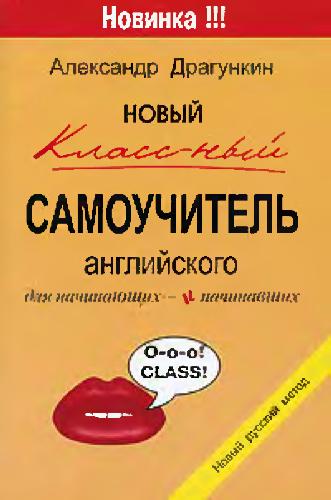 Новинка !!!
Александр Драгункин
НОВЫЙ
Класс-ный
САМОУЧИТЕЛЬ
английского
для начинающих – и начинавших
О-о-о!
CLASS!
Новый русский метод